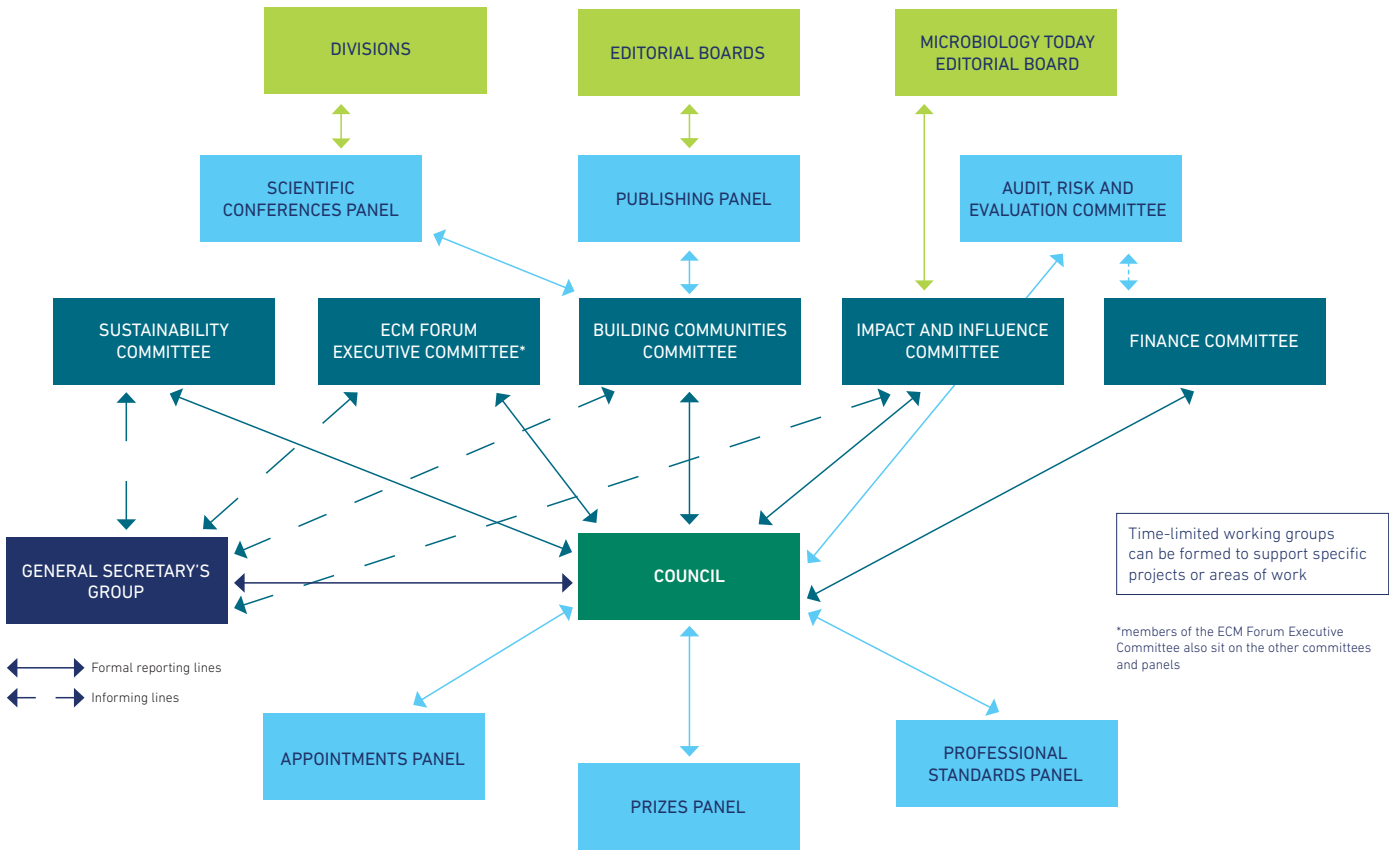 DIVISIONS
EDITORIAL BOARDS
MICROBIOLOGY TODAY
EDITORIAL BOARD
SCIENTIFIC
CONFERENCES PANEL
PUBLISHING PANEL
AUDIT, RISK AND
EVALUATION COMMITTEE
SUSTAINABILITY
COMMITTEE
ECM FORUM
EXECUTIVE COMMITTEE*
BUILDING COMMUNITIES
COMMITTEE
IMPACT AND INFLUENCE
COMMITTEE
FINANCE COMMITTEE
GENERAL SECRETARY’S
GROUP
COUNCIL
Time-limited working groups
can be formed to support specific
projects or areas of work
*members of the ECM Forum Executive
Committee also sit on the other committees
and panels
Formal reporting lines
Informing lines
APPOINTMENTS PANEL
PRIZES PANEL
PROFESSIONAL
STANDARDS PANEL